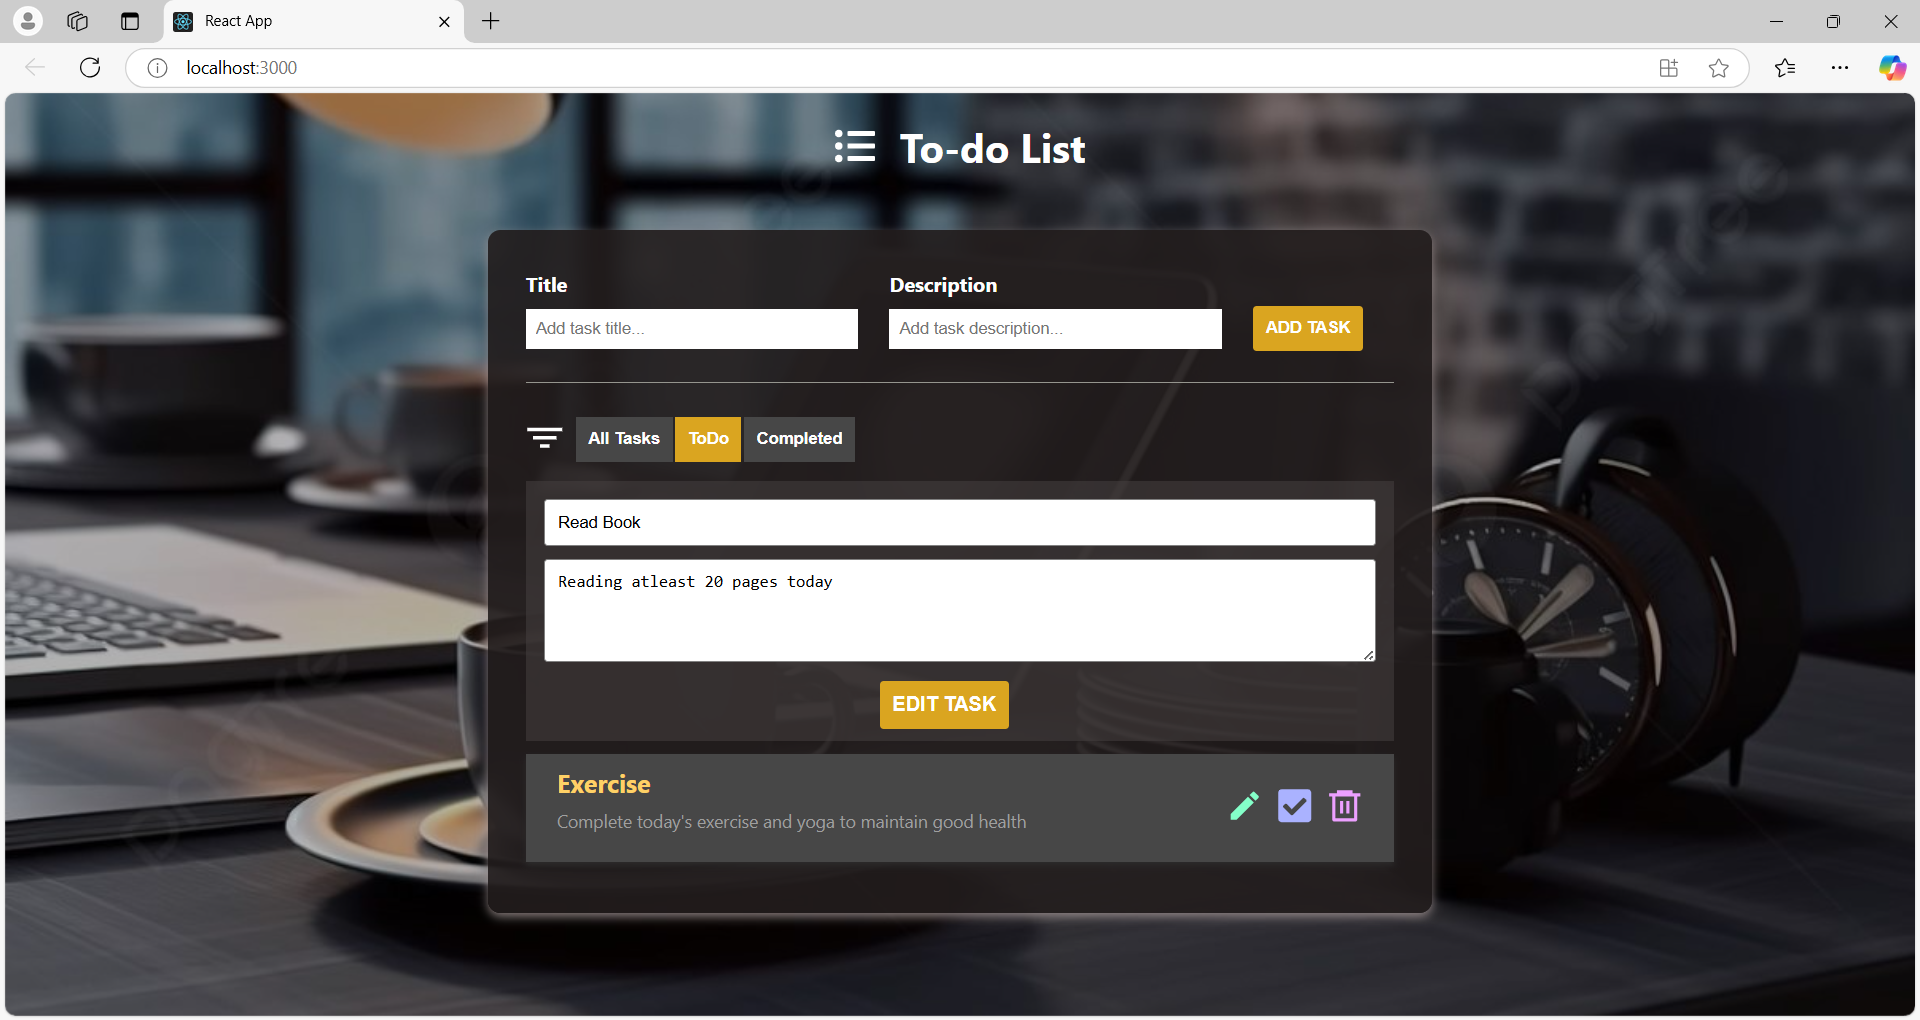 React App
localhost:3000
To-do List
Title
Description
Add task title...
Add task description...
ADD TASK
All Tasks
ToDo
Completed
Read Book
Reading atleast 20 pages today
EDIT TASK
Exercise
Complete today's exercise and yoga to maintain good health
pngtree